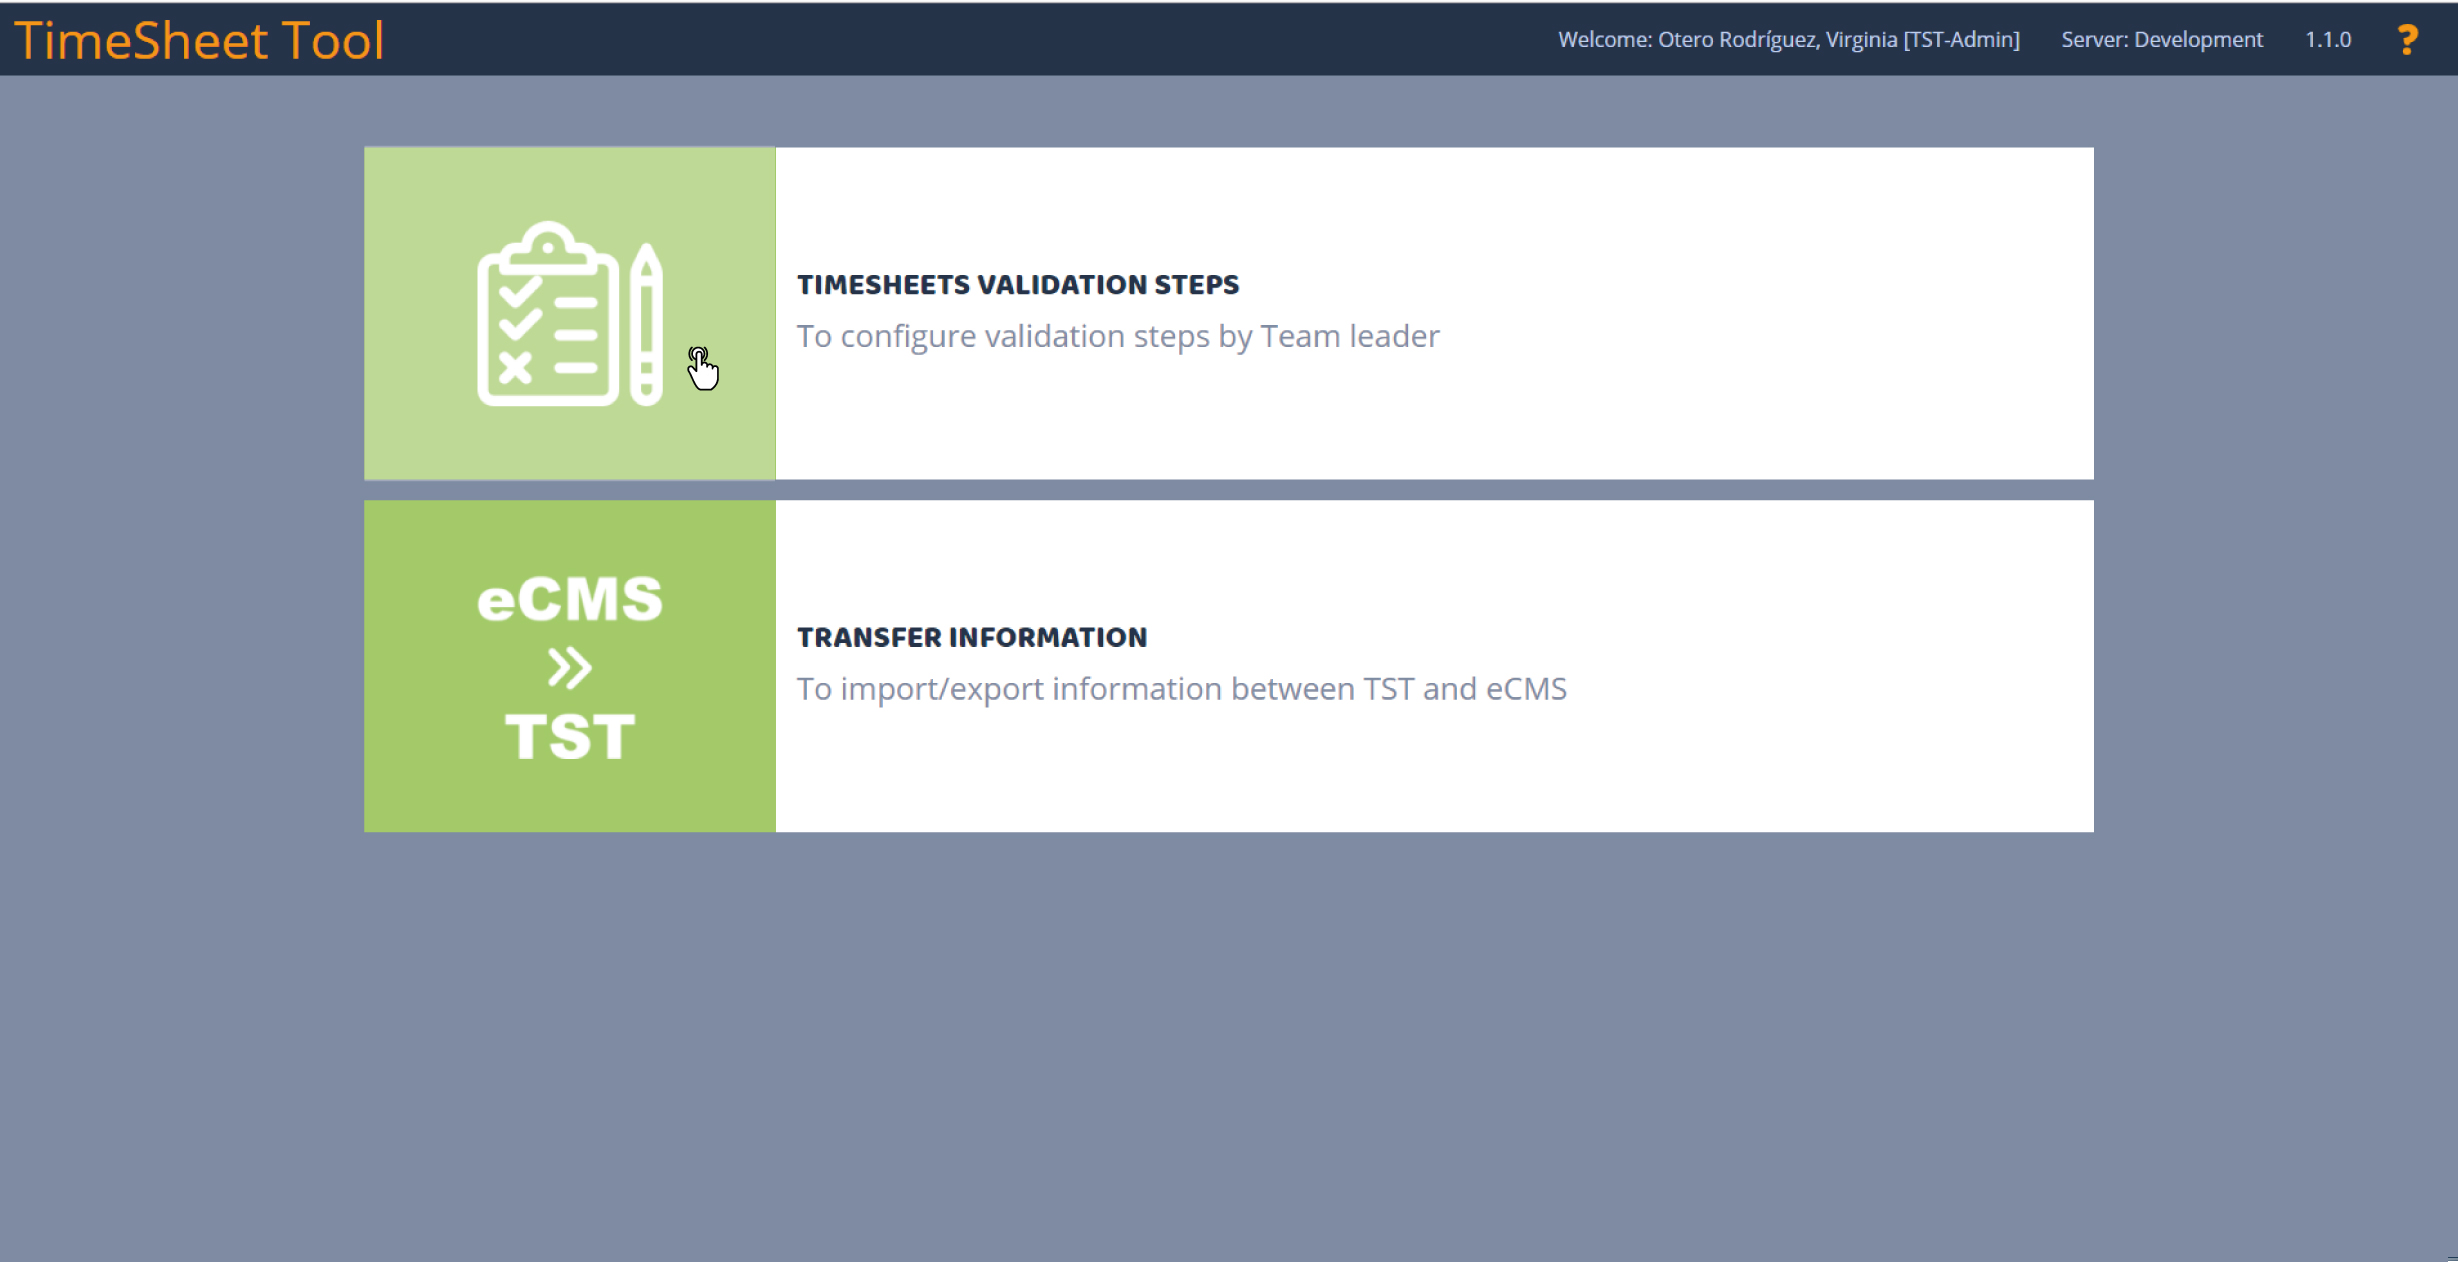 TimeSheet Tool
Welcome: Otero Rodríguez, Virginia [TST-Admin] Server: Development 1.1.0 ?
TIMESHEETS VALIDATION STEPS
To configure validation steps by Team leader
eCMS
»
TST
TRANSFER INFORMATION
To import/export information between TST and eCMS